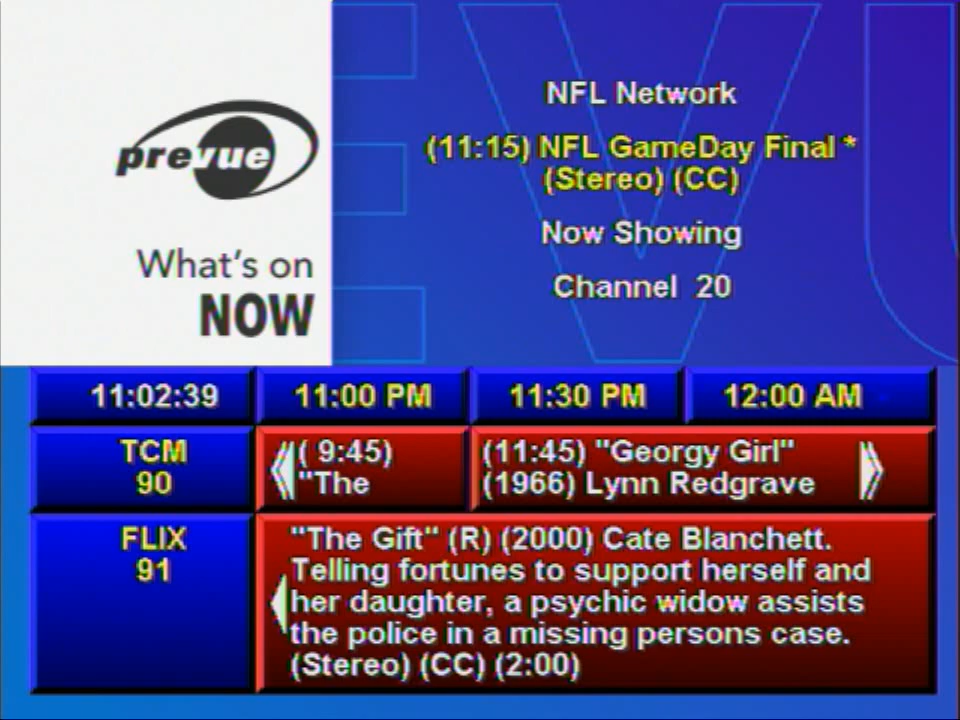 prevue
What's on
NOW
NFL Network
(11:15) NFL GameDay Final *
(Stereo) (CC)
Now Showing
Channel 20
11:02:39 11:00 PM 11:30 PM 12:00 AM
TCM
90
( 9:45)
"The
(11:45) "Georgy Girl"
(1966) Lynn Redgrave
FLIX
91
"The Gift" (R) (2000) Cate Blanchett.
Telling fortunes to support herself and
her daughter, a psychic widow assists
the police in a missing persons case.
(Stereo) (CC) (2:00)